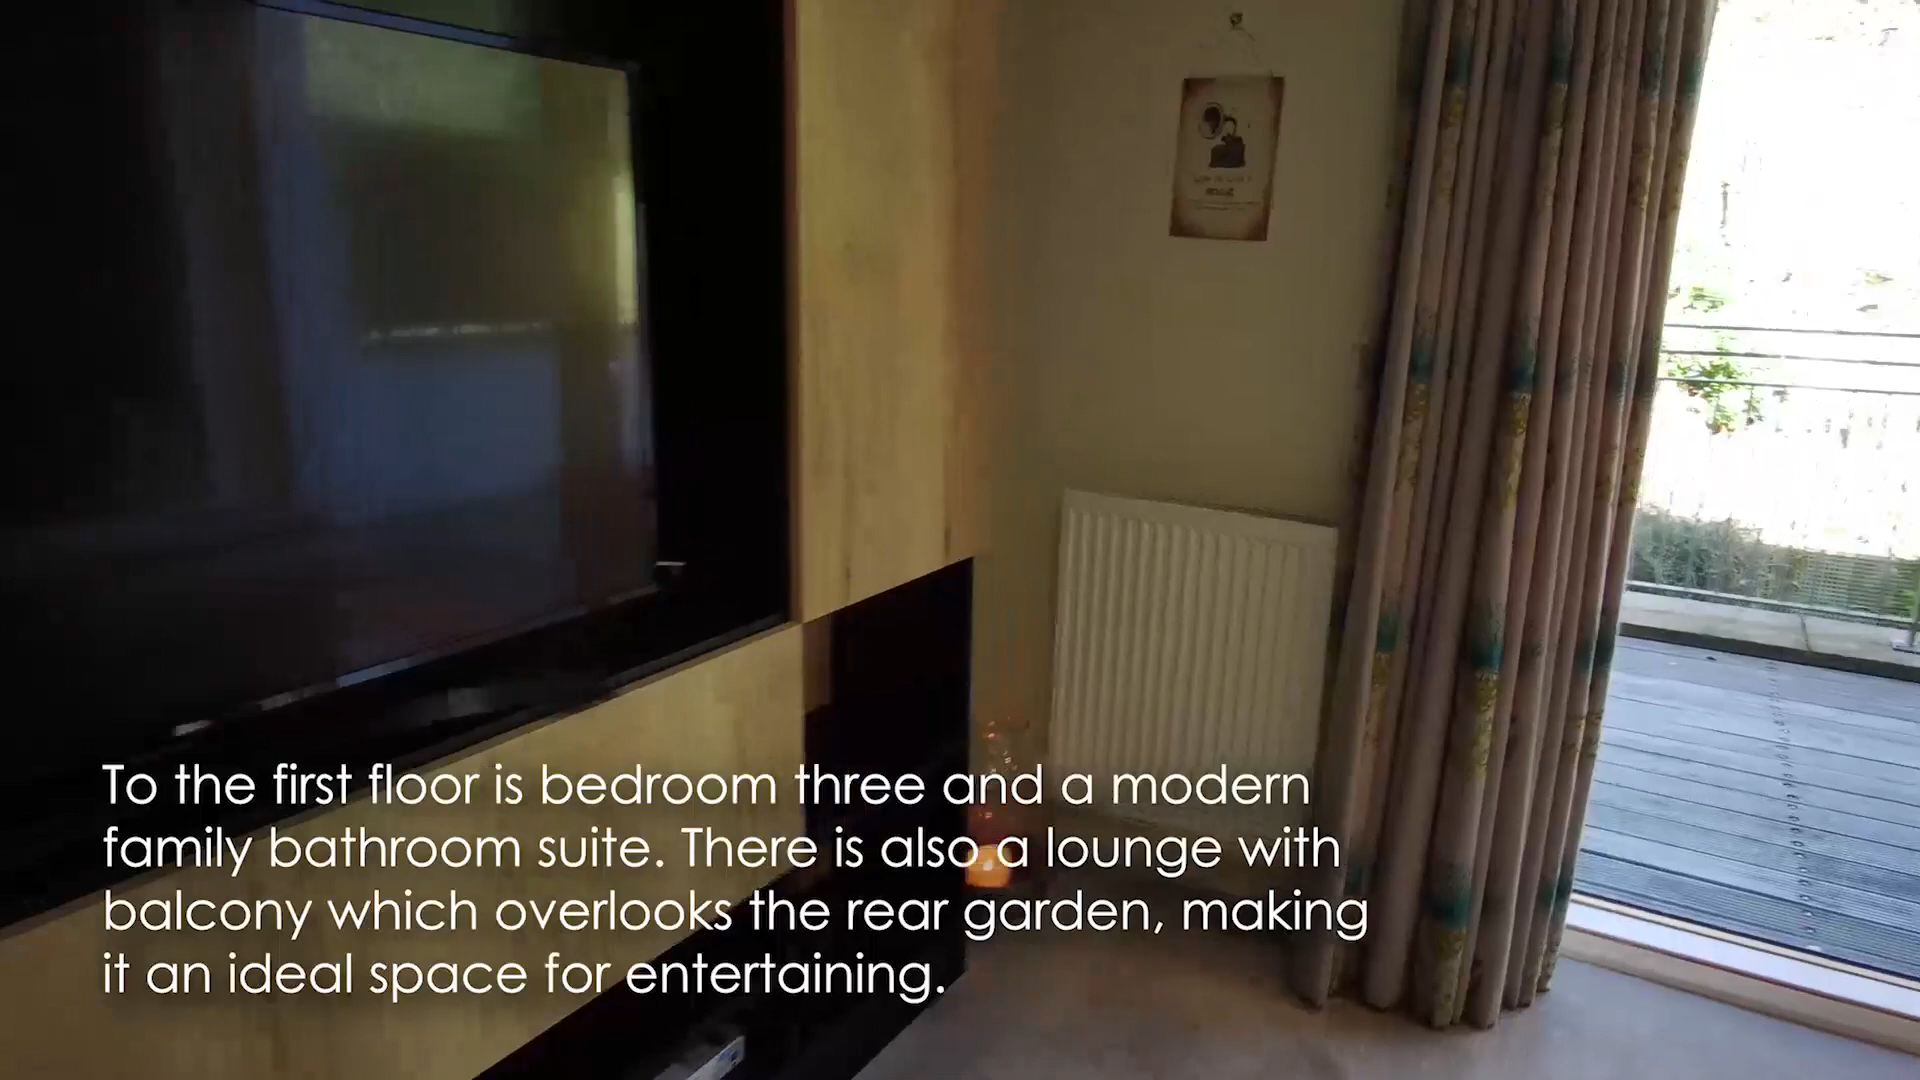 To the first floor is bedroom three and a modern
family bathroom suite. There is also a lounge with
balcony which overlooks the rear garden, making
it an ideal space for entertaining.